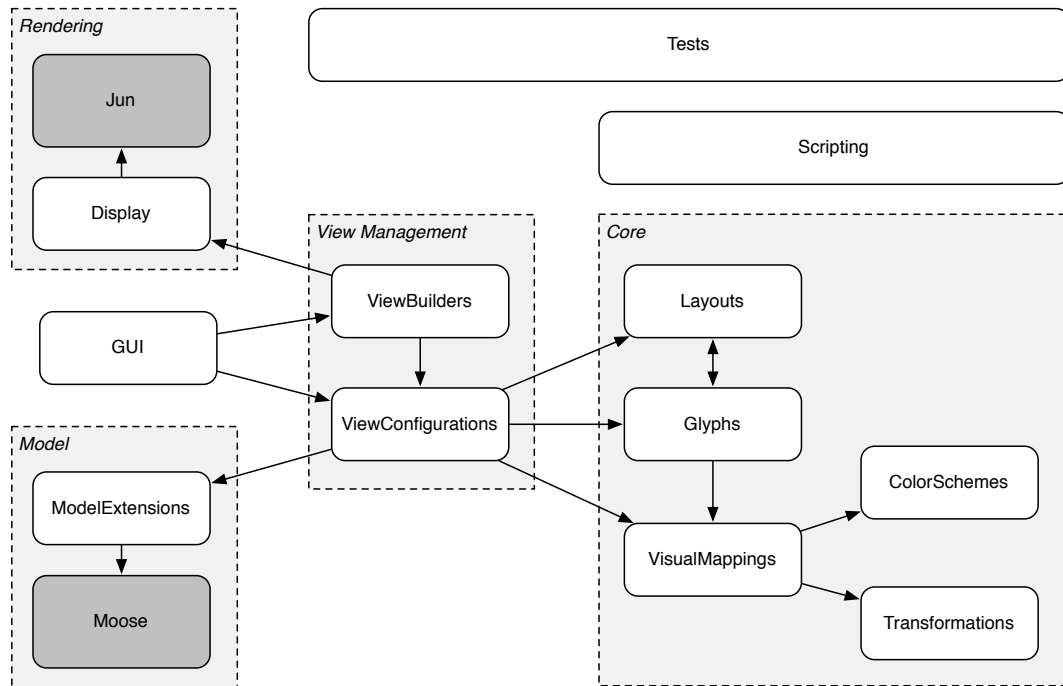 Rendering
Jun
Display
Tests
Scripting
View Management
ViewBuilders
ViewConfigurations
GUI
Model
ModelExtensions
Moose
Core
Layouts
Glyphs
VisualMappings
ColorSchemes
Transformations